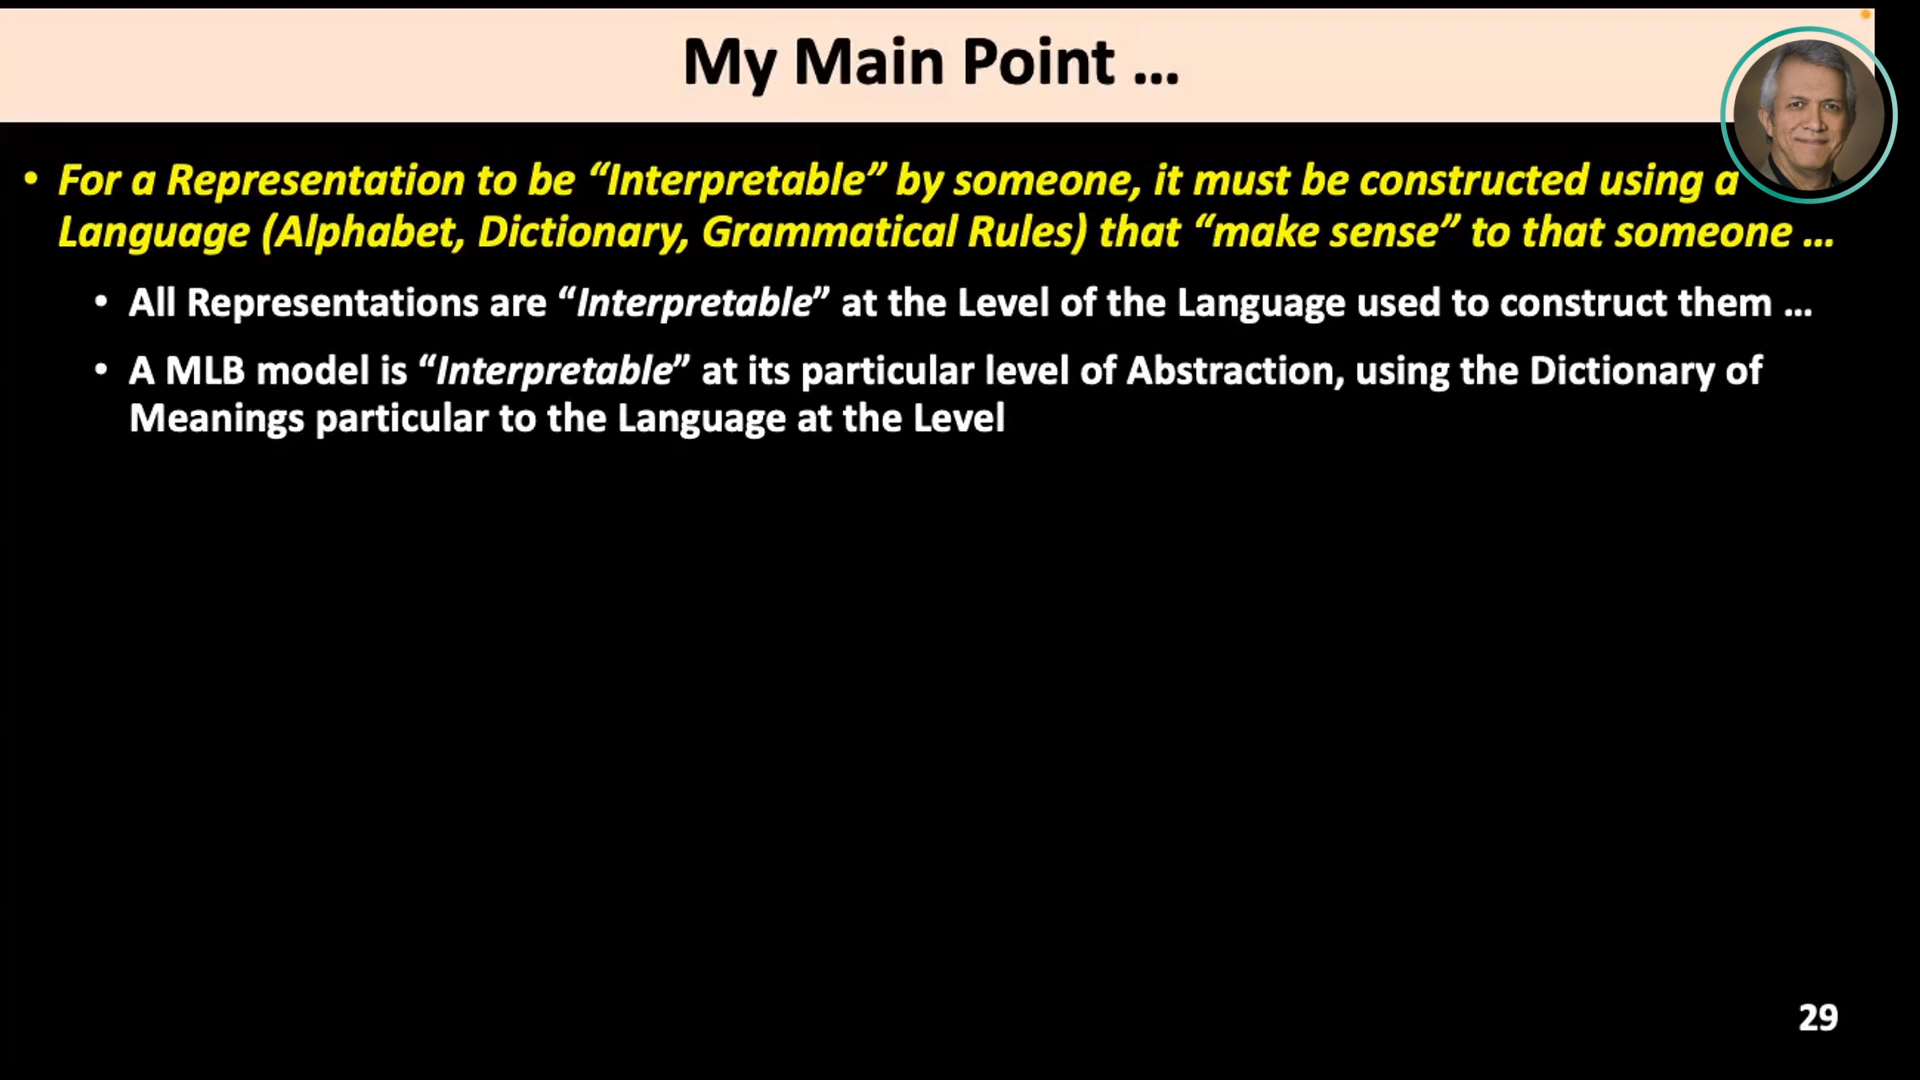 My Main Point ...
• For a Representation to be “Interpretable” by someone, it must be constructed using a
Language (Alphabet, Dictionary, Grammatical Rules) that “make sense” to that someone ...
• All Representations are “Interpretable” at the Level of the Language used to construct them ...
• A MLB model is “Interpretable” at its particular level of Abstraction, using the Dictionary of
Meanings particular to the Language at the Level
29